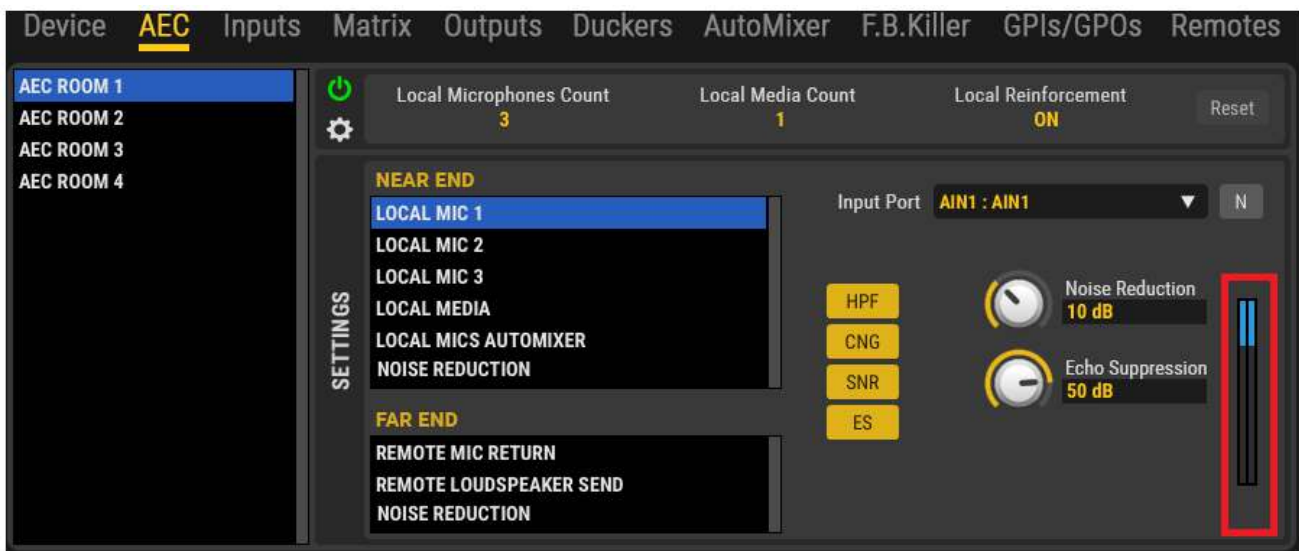 Device AEC Inputs Matrix Outputs Duckers AutoMixer F.B.Killer GPIs/GPOs Remotes
AEC ROOM 1
AEC ROOM 2
AEC ROOM 3
AEC ROOM 4
Local Microphones Count
3
Local Media Count
1
Local Reinforcement
ON
Reset
SETTINGS
NEAR END
LOCAL MIC 1
LOCAL MIC 2
LOCAL MIC 3
LOCAL MEDIA
LOCAL MICS AUTOMIXER
NOISE REDUCTION
FAR END
REMOTE MIC RETURN
REMOTE LOUDSPEAKER SEND
NOISE REDUCTION
Input Port AIN1 : AIN1 N
HPF
CNG
SNR
ES
Noise Reduction
10 dB
Echo Suppression
50 dB